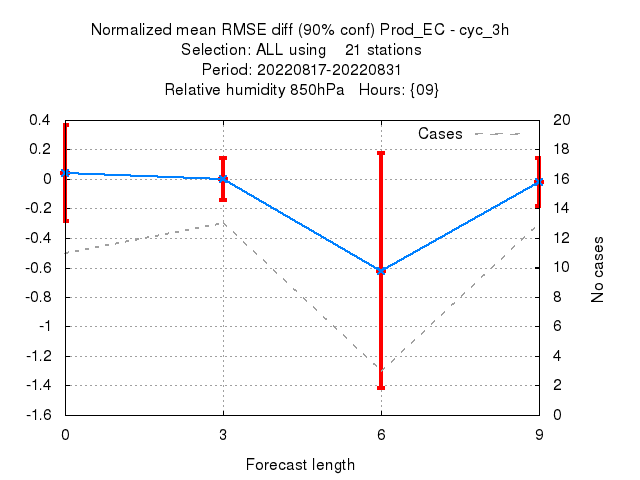 Normalized mean RMSE diff (90% conf) Prod_EC - cyc_3h
Selection: ALL using    21 stations
Period: 20220817-20220831
Relative humidity 850hPa   Hours: {09}
Cases
0.4
0.2
0
-0.2
-0.4
-0.6
-0.8
-1
-1.2
-1.4
-1.6
20
18
16
14
12
10
8
6
4
2
0
No cases
0 3 6 9
Forecast length